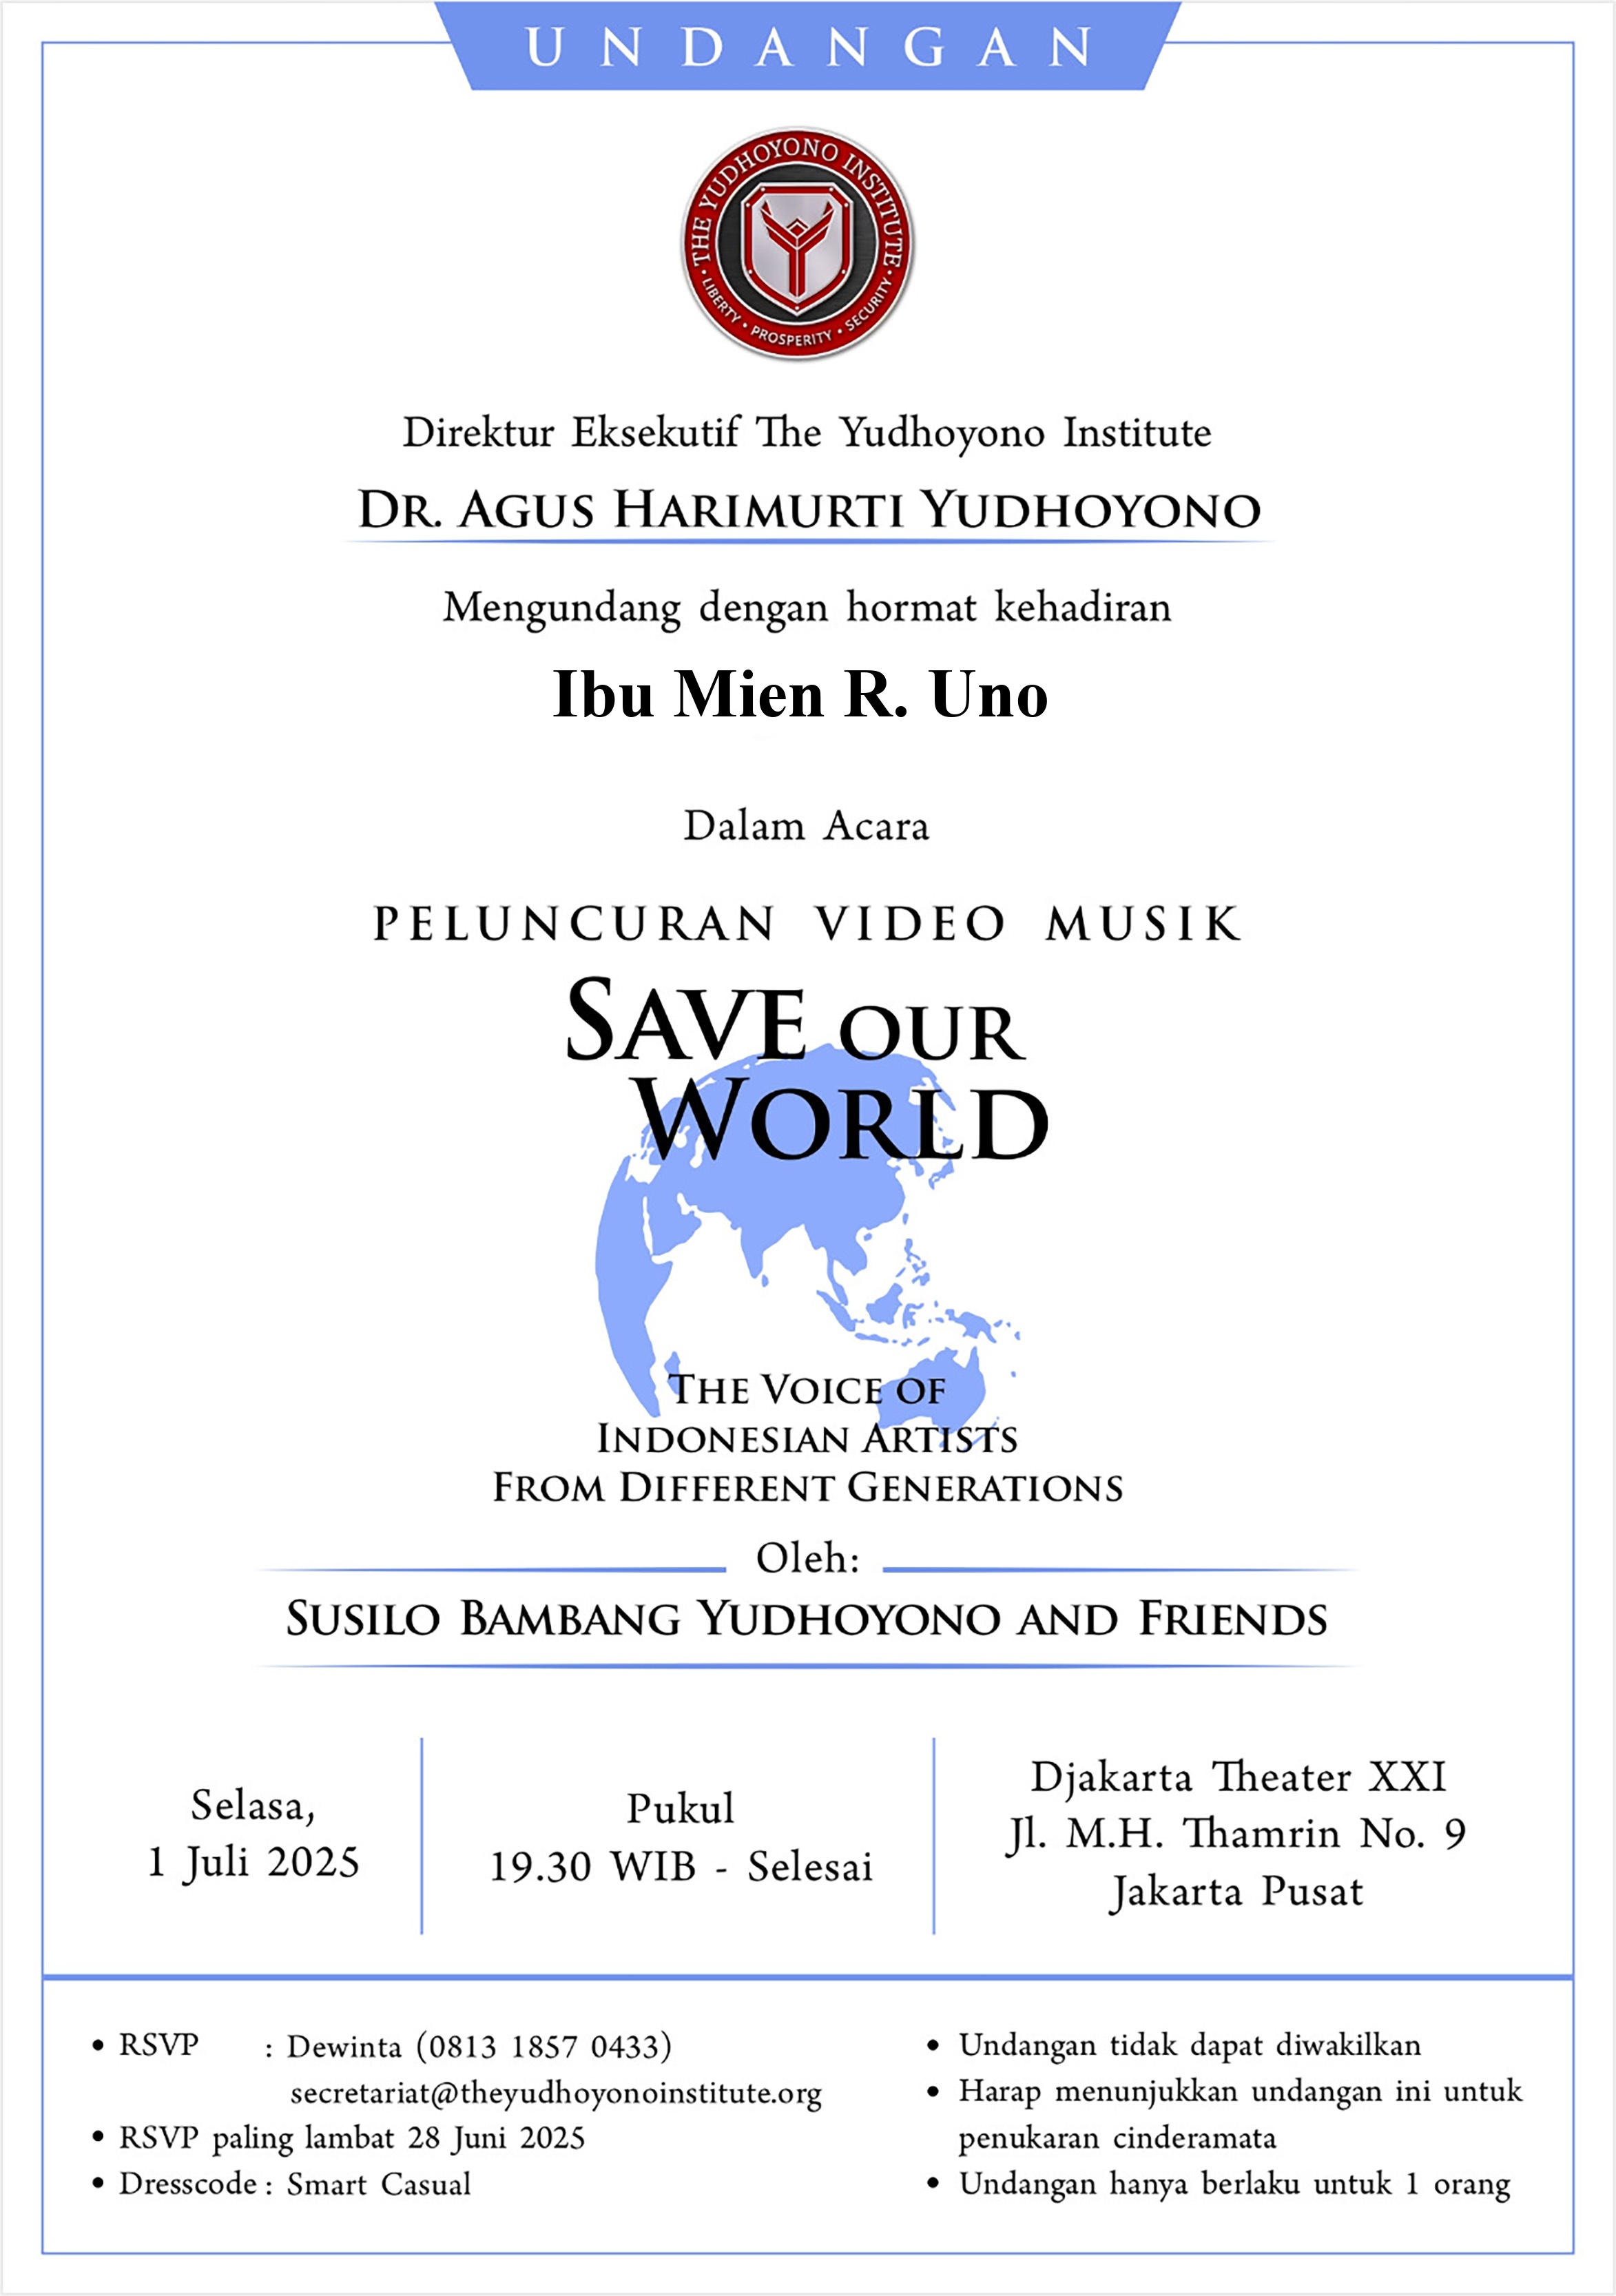 UNDANGAN
THE YUDHOYONO INSTITUTE
LIBERTY • PROSPERITY • SECURITY
Direktur Eksekutif The Yudhoyono Institute
DR. AGUS HARIMURTI YUDHOYONO
Mengundang dengan hormat kehadiran
Ibu Mien R. Uno
Dalam Acara
PELUNCURAN VIDEO MUSIK
SAVE OUR
WORLD
THE VOICE OF
INDONESIAN ARTISTS
FROM DIFFERENT GENERATIONS
Oleh:
SUSILO BAMBANG YUDHOYONO AND FRIENDS
Selasa,
1 Juli 2025
Pukul
19.30 WIB - Selesai
Djakarta Theater XXI
Jl. M.H. Thamrin No. 9
Jakarta Pusat
• RSVP : Dewinta (0813 1857 0433)
secretariat@theyudhoyonoinstitute.org
• RSVP paling lambat 28 Juni 2025
• Dresscode : Smart Casual
• Undangan tidak dapat diwakilkan
• Harap menunjukkan undangan ini untuk
penukaran cinderamata
• Undangan hanya berlaku untuk 1 orang